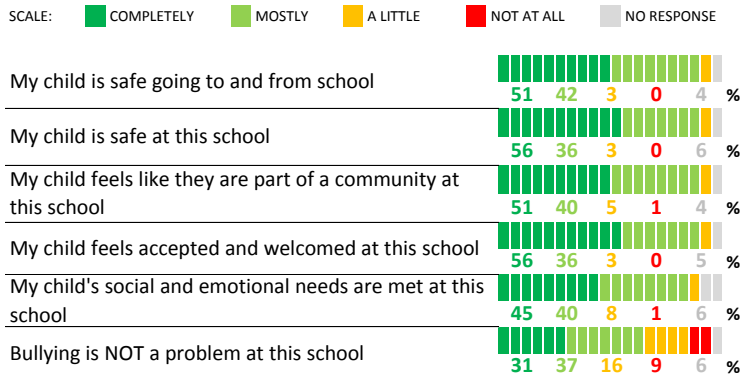 SCALE: COMPLETELY MOSTLY A LITTLE NOT AT ALL NO RESPONSE
My child is safe going to and from school
51 42 3 0 4 %
My child is safe at this school
56 36 3 0 6 %
My child feels like they are part of a community at
this school
51 40 5 1 4 %
My child feels accepted and welcomed at this school
56 36 3 0 5 %
My child's social and emotional needs are met at this
school
45 40 8 1 6 %
Bullying is NOT a problem at this school
31 37 16 9 6 %